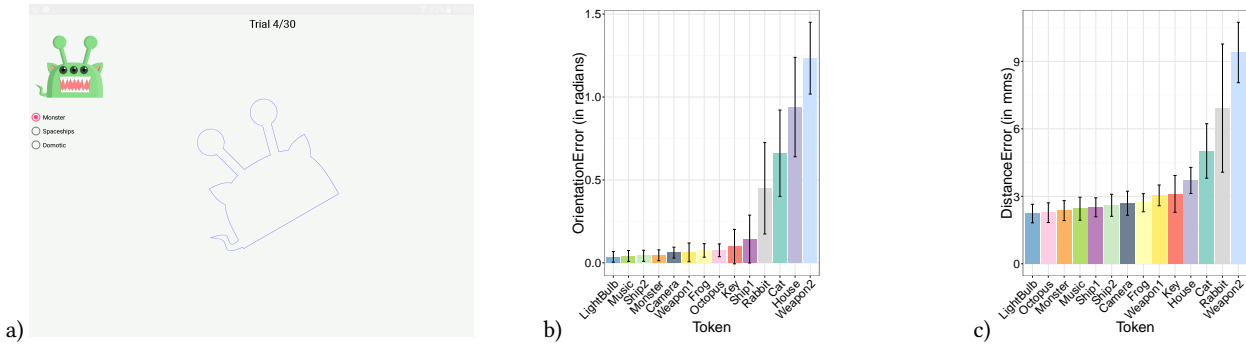 Trial 4/30
Monster
Spaceships
Domotic
a)
OrientationError (in radians)
1.5
1.0
0.5
0.0
LightBulb
Music
Ship2
Monster
Camera
Weapon1
Frog
Octopus
Key
Ship1
Rabbit
Cat
House
Weapon2
Token
b)
DistanceError (in mms)
9
6
3
0
LightBulb
Octopus
Monster
Music
Ship1
Ship2
Camera
Frog
Weapon1
Key
House
Cat
Rabbit
Weapon2
Token
c)